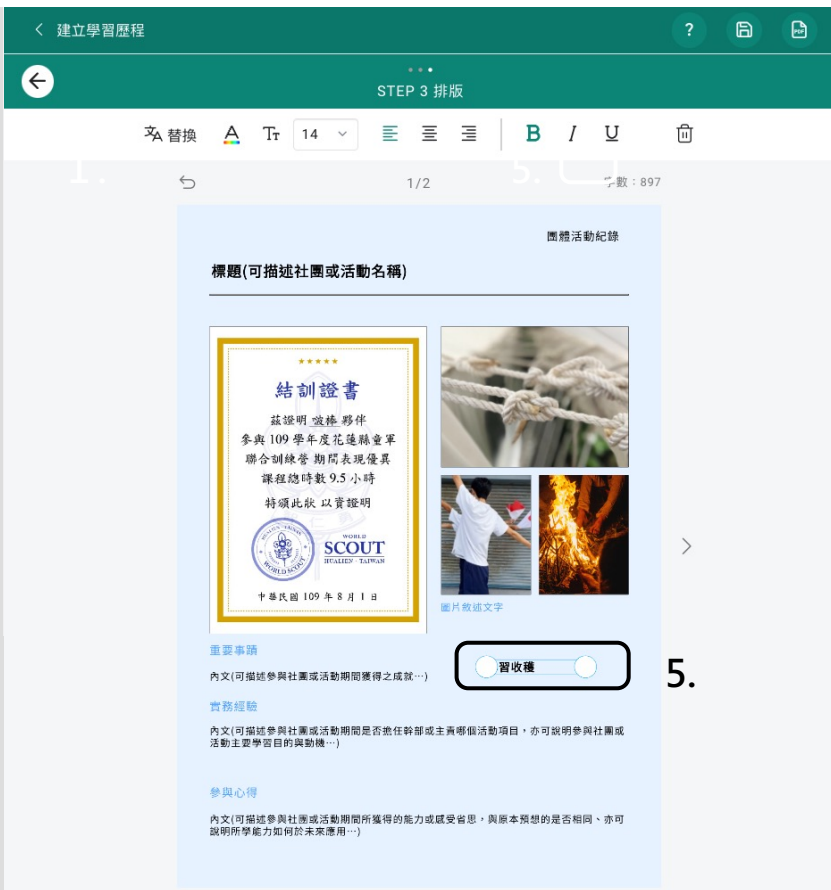 建立學習歷程
?
PDF
STEP 3 排版
替換
A
TT
14
B
I
U
1.
5.
1/2
字數：897
團體活動紀錄
標題(可描述社團或活動名稱)
★★★★★
結訓證書
茲證明 波棒 夥伴
參與 109 學年度花蓮縣童軍
聯合訓練營 期間表現優異
課程總時數 9.5 小時
特頒此狀 以資證明
WORLD
SCOUT
HUALIEN · TAIWAN
中華民國 109 年 8 月 1 日
圖片敘述文字
重要事蹟
內文(可描述參與社團或活動期間獲得之成就…)
習收穫
5.
實務經驗
內文(可描述參與社團或活動期間是否擔任幹部或主責哪個活動項目，亦可說明參與社團或
活動主要學習目的與動機…)
參與心得
內文(可描述參與社團或活動期間所獲得的能力或感受省思，與原本預想的是否相同、亦可
說明所學能力如何於未來應用…)